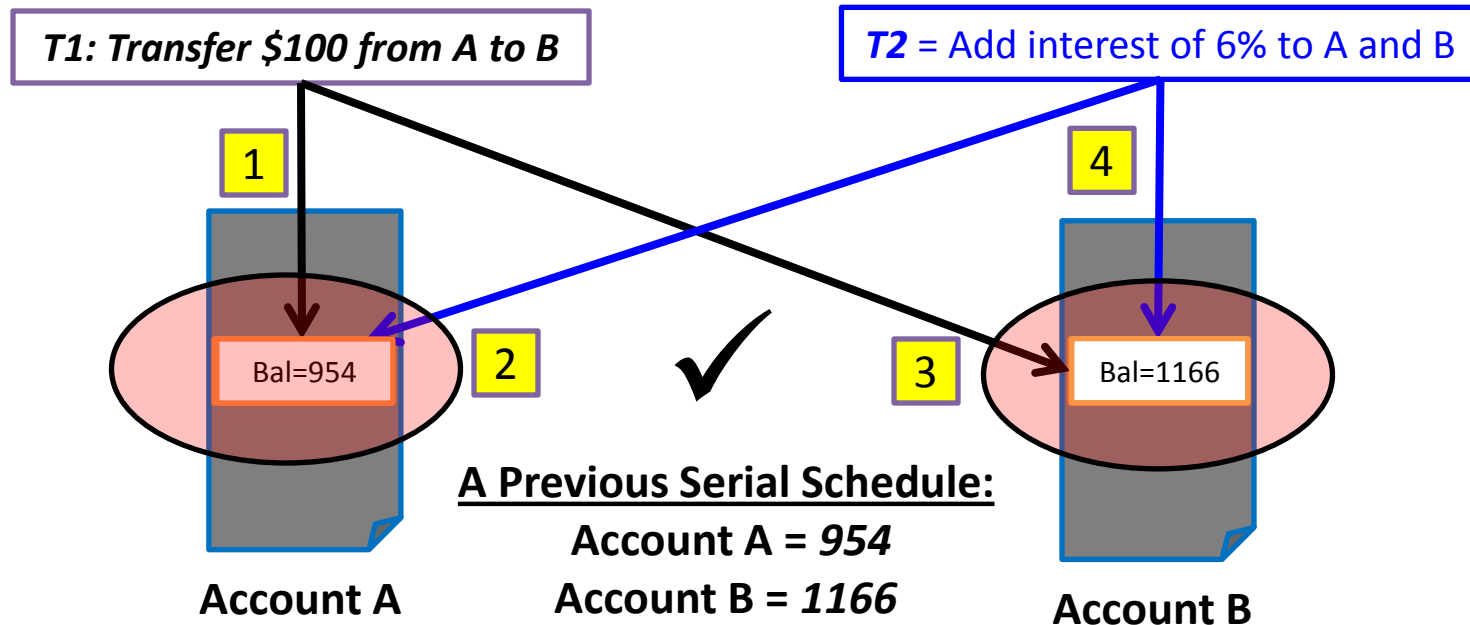 T1: Transfer $100 from A to B
T2 = Add interest of 6% to A and B
1
4
Bal=954
2
3
Bal=1166
A Previous Serial Schedule:
Account A = 954
Account B = 1166
Account A
Account B